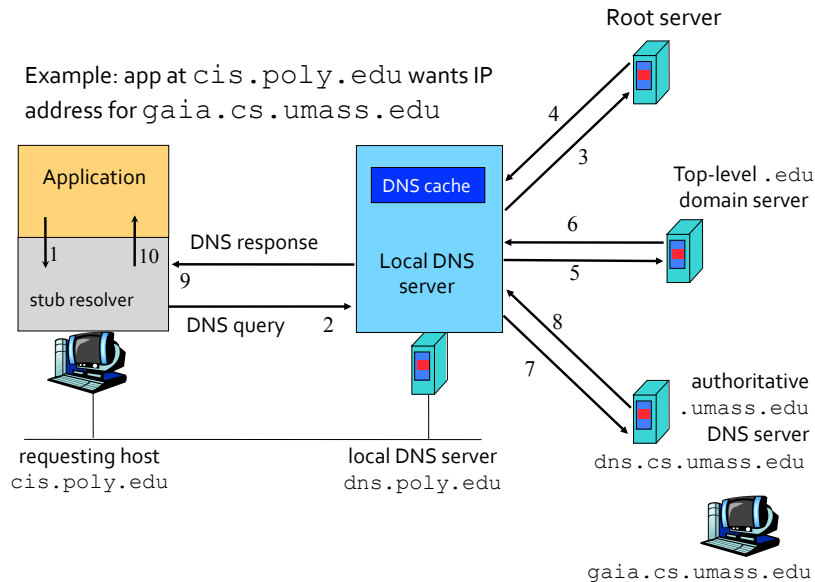 Root server
Example: app at cis.poly.edu wants IP
address for gaia.cs.umass.edu
4
3
Application
DNS cache
Top-level .edu
domain server
1
10
DNS response
9
6
5
Local DNS
server
stub resolver
DNS query
2
8
7
authoritative
.umass.edu
DNS server
dns.cs.umass.edu
requesting host
cis.poly.edu
local DNS server
dns.poly.edu
gaia.cs.umass.edu